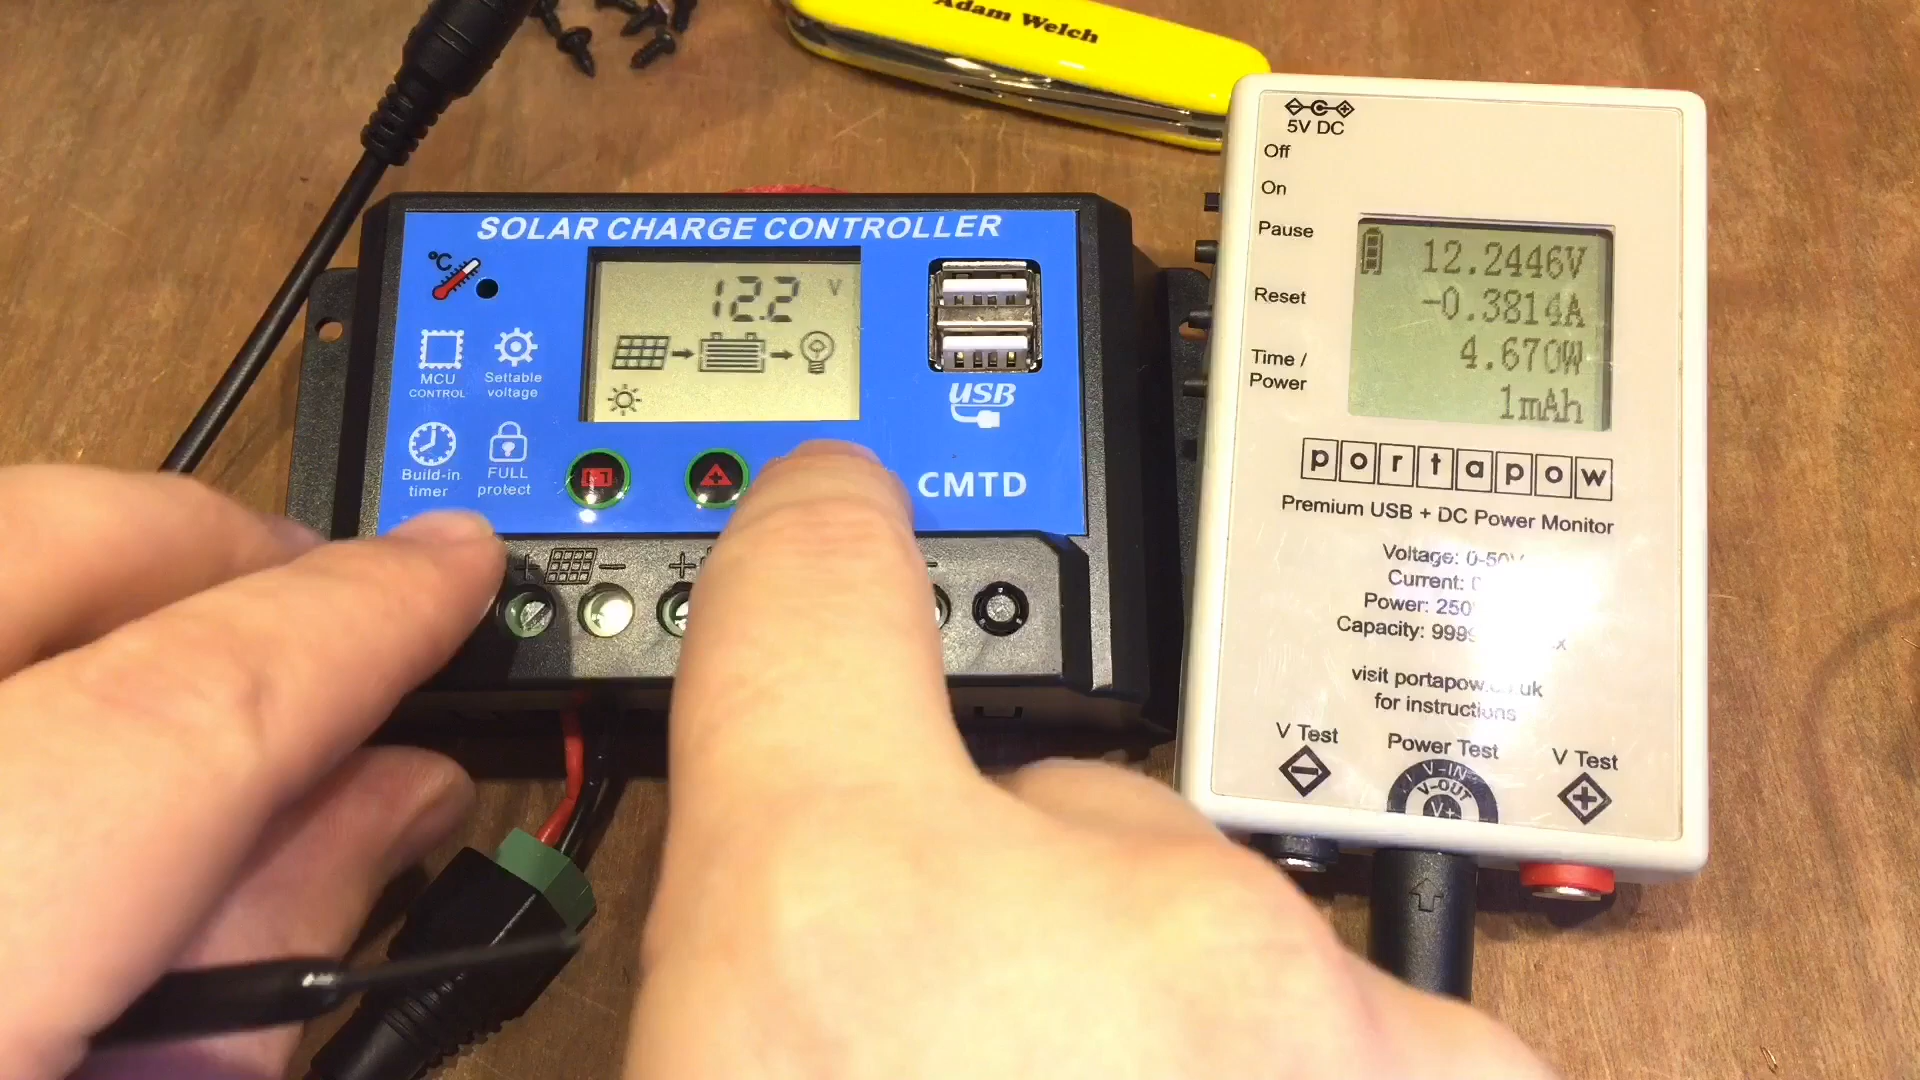 Adam Welch
SOLAR CHARGE CONTROLLER
°C
12.2 V
MCU
CONTROL
Settable
voltage
Build-in
timer
FULL
protect
USB
CMTD
+ −
+
−
5V DC
Off
On
Pause
Reset
Time /
Power
12.2446V
-0.3814A
4.670W
1mAh
portapow
Premium USB + DC Power Monitor
Voltage: 0-50V
Current:
Power: 250
Capacity:
visit portapow.co.uk
for instructions
V Test
Power Test
V Test
V-IN
V-OUT
V+